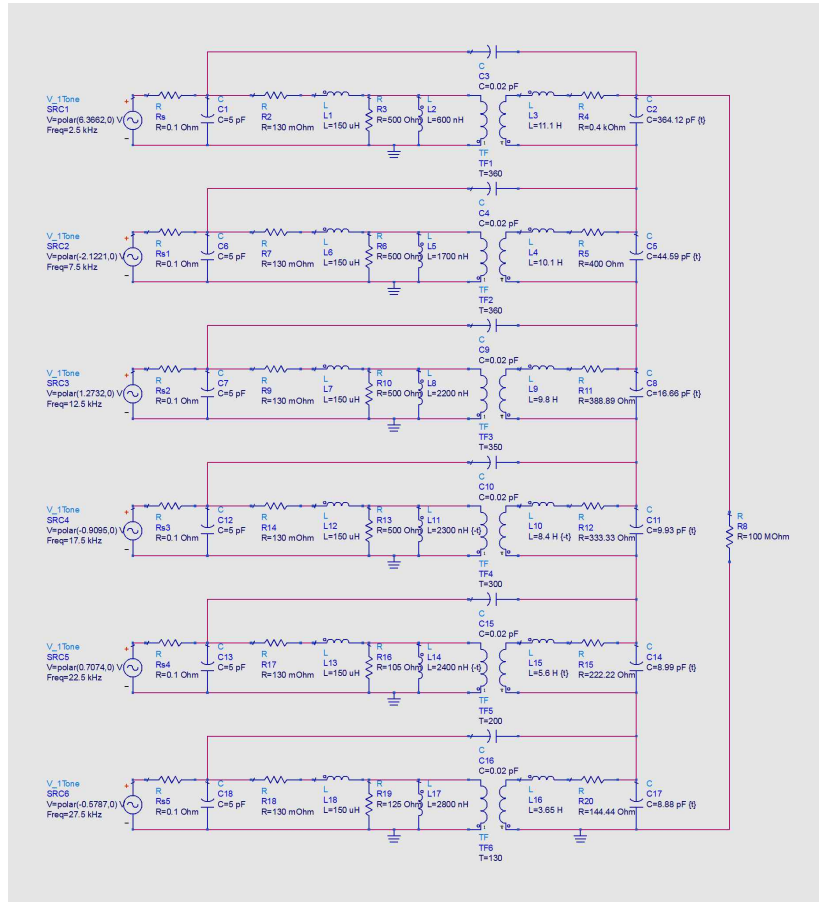 C
C3
C=0.02 pF
V_1Tone
SRC1
V=polar(6.3662,0) V
Freq=2.5 kHz
R
Rs
R=0.1 Ohm
C
C1
C=5 pF
R
R2
R=130 mOhm
L
L1
L=150 uH
R
R3
R=500 Ohm
L
L2
L=600 nH
TF
TF1
T=360
L
L3
L=11.1 H
R
R4
R=0.4 kOhm
C
C2
C=364.12 pF {t}
C
C4
C=0.02 pF
V_1Tone
SRC2
V=polar(-2.1221,0) V
Freq=7.5 kHz
R
Rs1
R=0.1 Ohm
C
C6
C=5 pF
R
R7
R=130 mOhm
L
L6
L=150 uH
R
R6
R=500 Ohm
L
L5
L=1700 nH
TF
TF2
T=360
L
L4
L=10.1 H
R
R5
R=400 Ohm
C
C5
C=44.59 pF {t}
C
C9
C=0.02 pF
V_1Tone
SRC3
V=polar(1.2732,0) V
Freq=12.5 kHz
R
Rs2
R=0.1 Ohm
C
C7
C=5 pF
R
R9
R=130 mOhm
L
L7
L=150 uH
R
R10
R=500 Ohm
L
L8
L=2200 nH
TF
TF3
T=350
L
L9
L=9.8 H
R
R11
R=388.89 Ohm
C
C8
C=16.66 pF {t}
C
C10
C=0.02 pF
V_1Tone
SRC4
V=polar(-0.9095,0) V
Freq=17.5 kHz
R
Rs3
R=0.1 Ohm
C
C12
C=5 pF
R
R14
R=130 mOhm
L
L12
L=150 uH
R
R13
R=500 Ohm
L
L11
L=2300 nH {-t}
TF
TF4
T=300
L
L10
L=8.4 H {-t}
R
R12
R=333.33 Ohm
C
C11
C=9.93 pF {t}
R
R8
R=100 MOhm
C
C15
C=0.02 pF
V_1Tone
SRC5
V=polar(0.7074,0) V
Freq=22.5 kHz
R
Rs4
R=0.1 Ohm
C
C13
C=5 pF
R
R17
R=130 mOhm
L
L13
L=150 uH
R
R16
R=105 Ohm
L
L14
L=2400 nH {-t}
TF
TF5
T=200
L
L15
L=5.6 H {t}
R
R15
R=222.22 Ohm
C
C14
C=8.99 pF {t}
C
C16
C=0.02 pF
V_1Tone
SRC6
V=polar(-0.5787,0) V
Freq=27.5 kHz
R
Rs5
R=0.1 Ohm
C
C18
C=5 pF
R
R18
R=130 mOhm
L
L18
L=150 uH
R
R19
R=125 Ohm
L
L17
L=2800 nH
TF
TF6
T=130
L
L16
L=3.65 H
R
R20
R=144.44 Ohm
C
C17
C=8.88 pF {t}